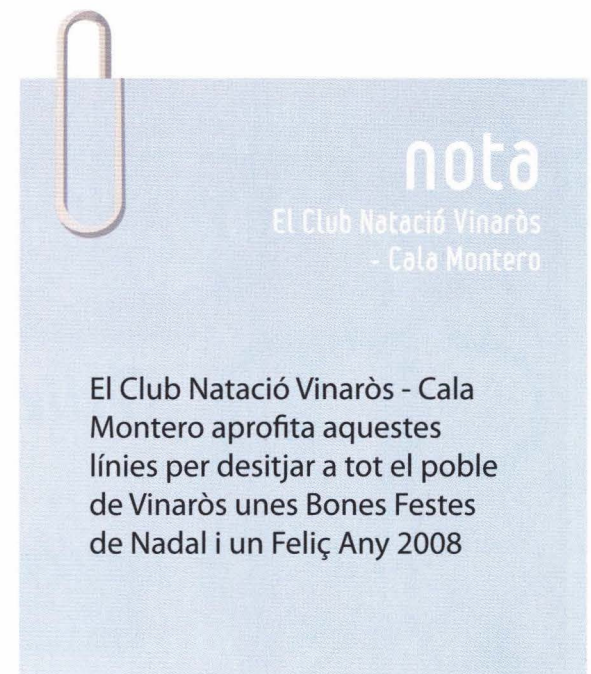 nota
El Club Natació Vinaròs
- Cala Montero
El Club Natació Vinaròs - Cala
Montero aprofita aquestes
línies per desitjar a tot el poble
de Vinaròs unes Bones Festes
de Nadal i un Feliç Any 2008